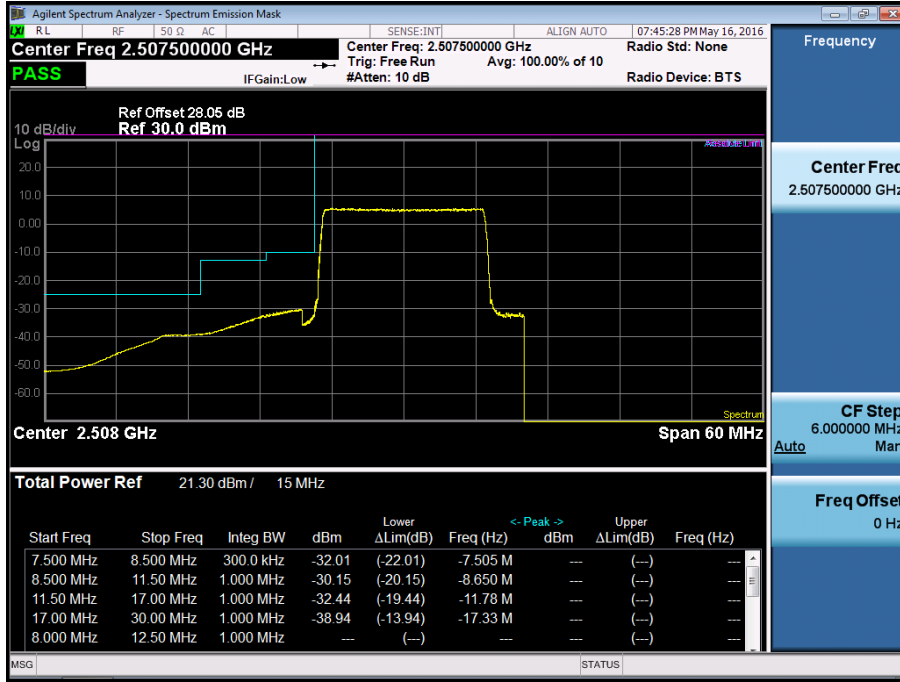 Agilent Spectrum Analyzer - Spectrum Emission Mask
LXI RL RF 50 Ω AC SENSE:INT ALIGN AUTO 07:45:28 PM May 16, 2016
Center Freq 2.507500000 GHz Center Freq: 2.507500000 GHz Radio Std: None
Trig: Free Run Avg: 100.00% of 10
PASS IFGain:Low #Atten: 10 dB Radio Device: BTS
Ref Offset 28.05 dB
10 dB/div Ref 30.0 dBm
Log
Absolute Limit
20.0
10.0
0.00
-10.0
-20.0
-30.0
-40.0
-50.0
-60.0
Spectrum
Center 2.508 GHz Span 60 MHz
Total Power Ref 21.30 dBm / 15 MHz
Lower <- Peak -> Upper
Start Freq Stop Freq Integ BW dBm ΔLim(dB) Freq (Hz) dBm ΔLim(dB) Freq (Hz)
7.500 MHz 8.500 MHz 300.0 kHz -32.01 (-22.01) -7.505 M --- (---) ---
8.500 MHz 11.50 MHz 1.000 MHz -30.15 (-20.15) -8.650 M --- (---) ---
11.50 MHz 17.00 MHz 1.000 MHz -32.44 (-19.44) -11.78 M --- (---) ---
17.00 MHz 30.00 MHz 1.000 MHz -38.94 (-13.94) -17.33 M --- (---) ---
8.000 MHz 12.50 MHz 1.000 MHz --- (---) --- --- (---) ---
MSG STATUS
Frequency
Center Freq
2.507500000 GHz
CF Step
6.000000 MHz
Auto Man
Freq Offset
0 Hz